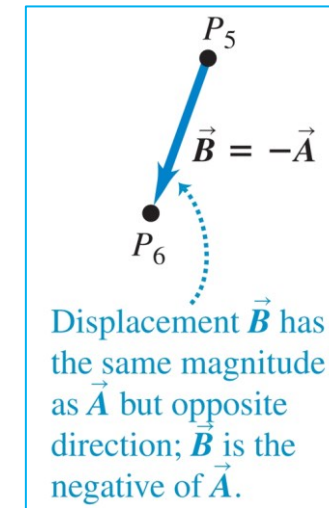 P₅
B⃗ = −A⃗
P₆
Displacement B⃗ has
the same magnitude
as A⃗ but opposite
direction; B⃗ is the
negative of A⃗.